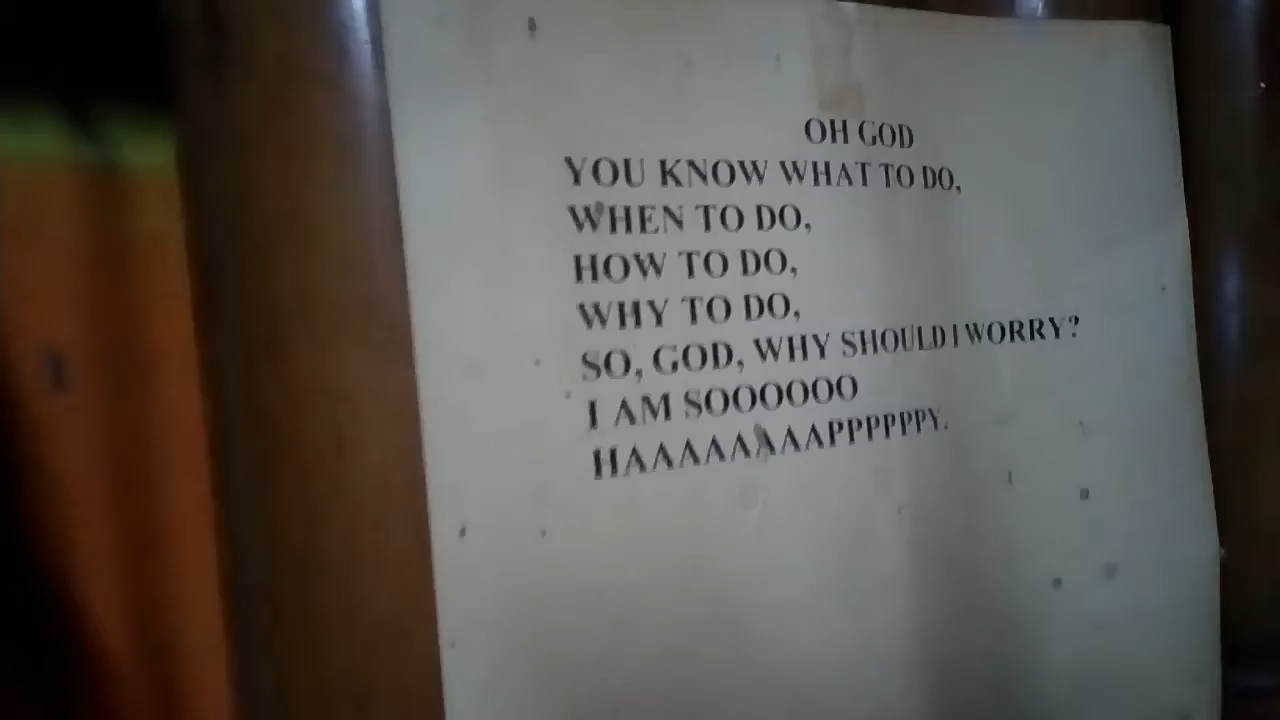 OH GOD
YOU KNOW WHAT TO DO,
WHEN TO DO,
HOW TO DO,
WHY TO DO,
SO, GOD, WHY SHOULD I WORRY?
I AM SOOOOOO
HAAAAAAAAPPPPPPY.